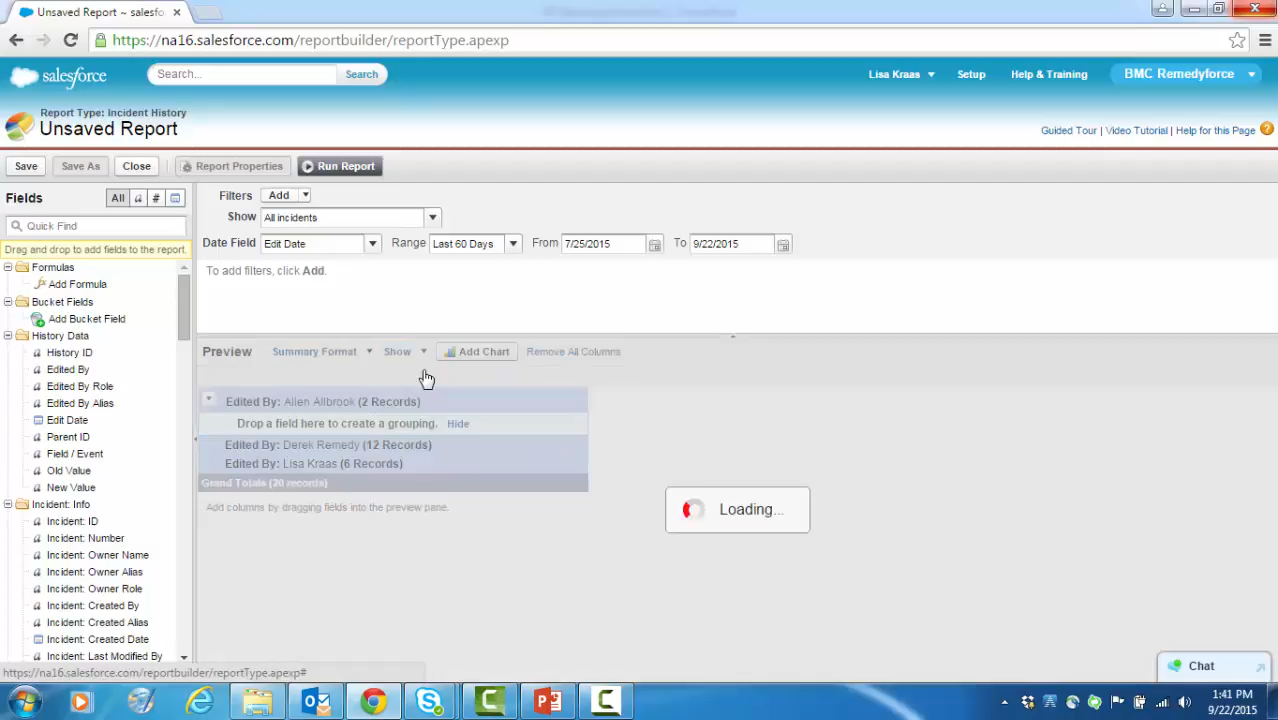 Unsaved Report ~ salesfo
https://na16.salesforce.com/reportbuilder/reportType.apexp
salesforce
Search...
Search
Lisa Kraas
Setup
Help & Training
BMC Remedyforce
Report Type: Incident History
Unsaved Report
Guided Tour | Video Tutorial | Help for this Page
Save
Save As
Close
Report Properties
Run Report
Fields
All
a
#
Filters
Add
Quick Find
Show
All incidents
Drag and drop to add fields to the report.
Date Field
Edit Date
Range
Last 60 Days
From
7/25/2015
To
9/22/2015
To add filters, click Add.
Formulas
fx Add Formula
Bucket Fields
Add Bucket Field
History Data
a History ID
a Edited By
a Edited By Role
a Edited By Alias
Edit Date
a Parent ID
a Field / Event
a Old Value
a New Value
Incident: Info
a Incident: ID
a Incident: Number
a Incident: Owner Name
a Incident: Owner Alias
a Incident: Owner Role
a Incident: Created By
a Incident: Created Alias
Incident: Created Date
a Incident: Last Modified By
Preview
Summary Format
Show
Add Chart
Remove All Columns
Edited By: Allen Allbrook (2 Records)
Drop a field here to create a grouping. Hide
Edited By: Derek Remedy (12 Records)
Edited By: Lisa Kraas (6 Records)
Grand Totals (20 records)
Add columns by dragging fields into the preview pane.
Loading...
https://na16.salesforce.com/reportbuilder/reportType.apexp#
Chat
1:41 PM
9/22/2015